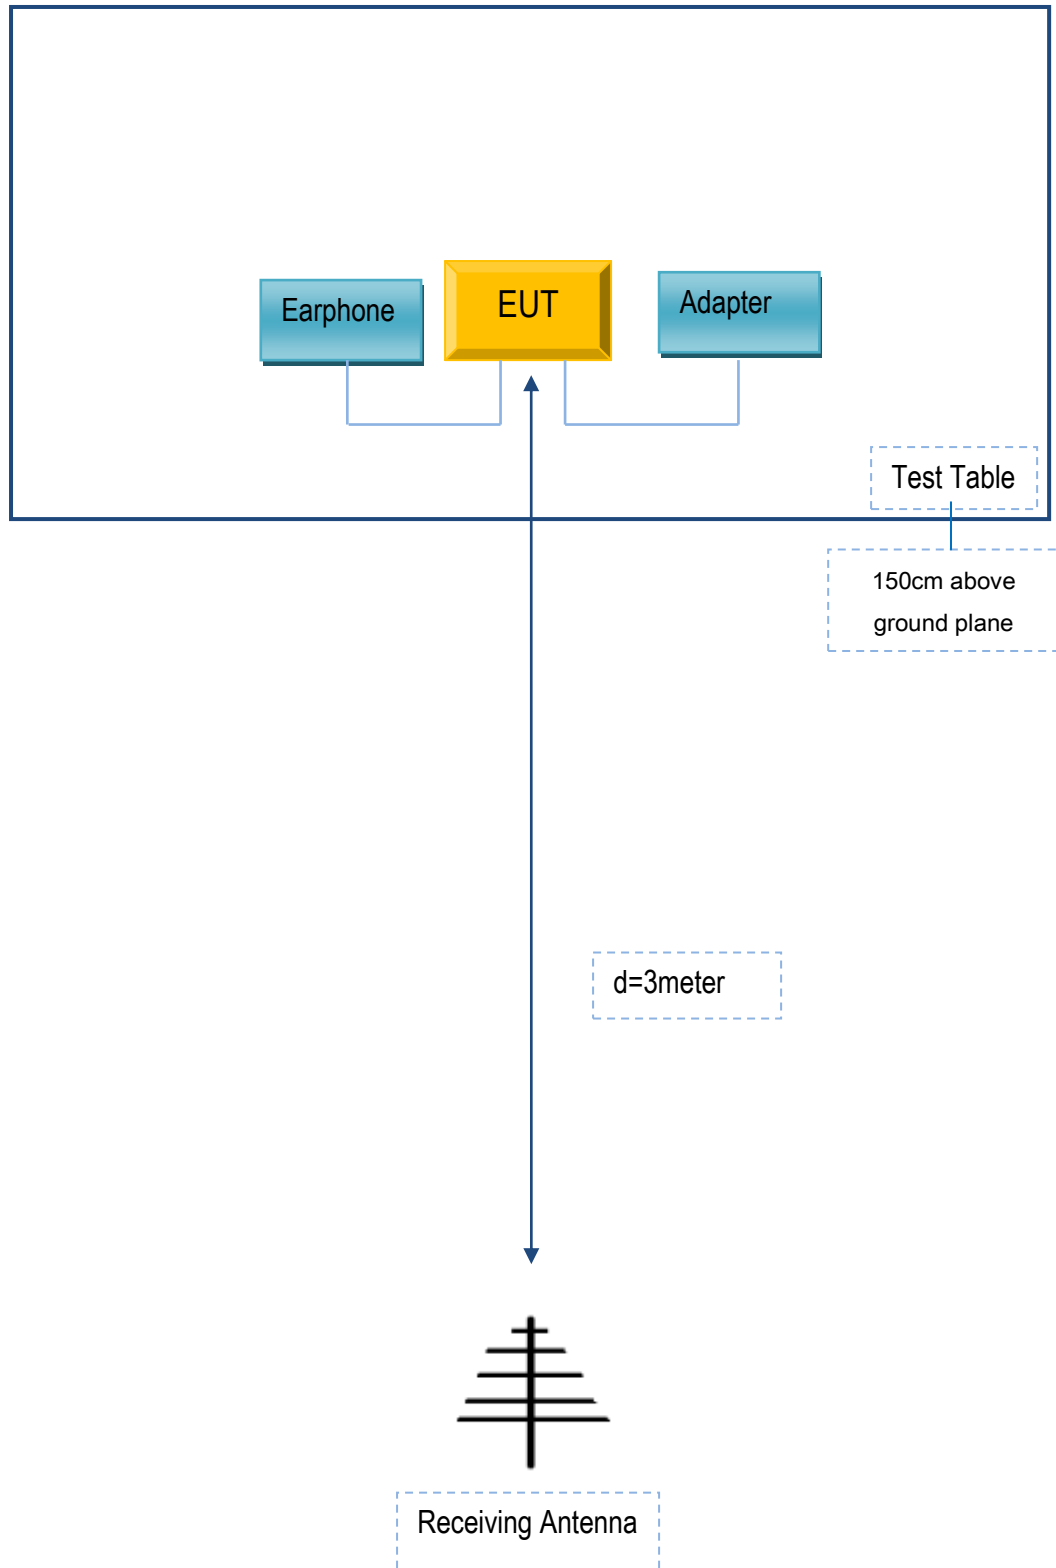 Earphone
EUT
Adapter
Test Table
150cm above
ground plane
d=3meter
Receiving Antenna